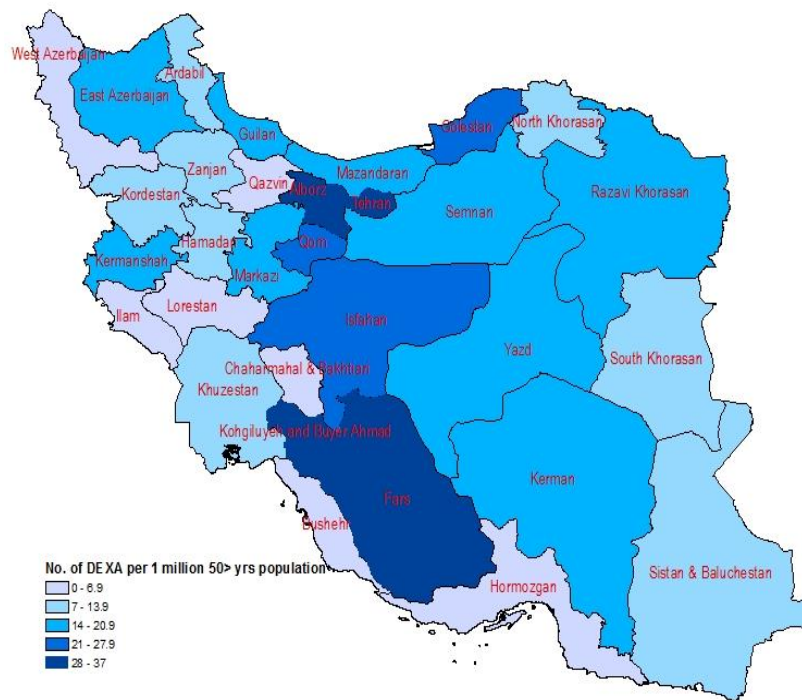 West Azerbaijan
Ardabil
East Azerbaijan
Guilan
Golestan
North Khorasan
Zanjan
Mazandaran
Qazvin
Alborz
Tehran
Razavi Khorasan
Kordestan
Semnan
Hamadan
Qom
Kermanshah
Markazi
Lorestan
Ilam
Isfahan
Yazd
South Khorasan
Chaharmahal & Bakhtiari
Khuzestan
Kohgiluyeh and Buyer Ahmad
Kerman
Fars
Bushehr
Sistan & Baluchestan
Hormozgan
No. of DEXA per 1 million 50> yrs population
0 - 6.9
7 - 13.9
14 - 20.9
21 - 27.9
28 - 37